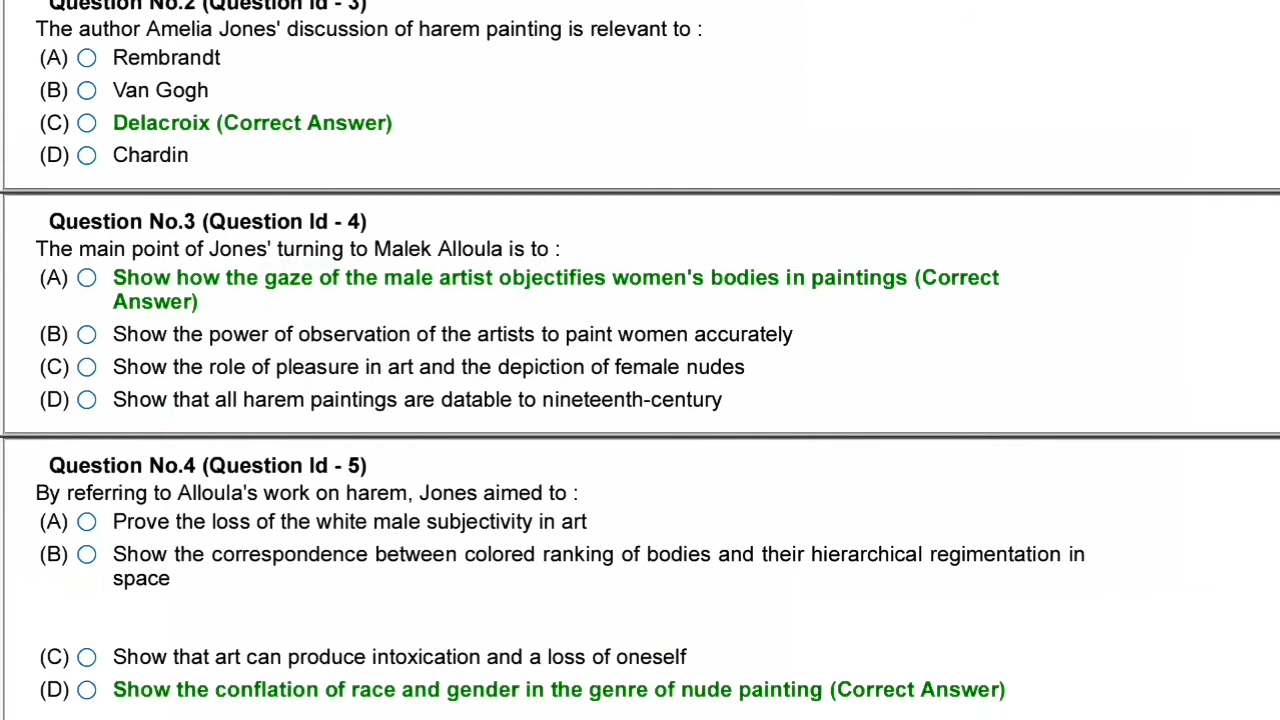 Question No.2 (Question Id - 3)
The author Amelia Jones' discussion of harem painting is relevant to :
(A) Rembrandt
(B) Van Gogh
(C) Delacroix (Correct Answer)
(D) Chardin
Question No.3 (Question Id - 4)
The main point of Jones' turning to Malek Alloula is to :
(A) Show how the gaze of the male artist objectifies women's bodies in paintings (Correct
Answer)
(B) Show the power of observation of the artists to paint women accurately
(C) Show the role of pleasure in art and the depiction of female nudes
(D) Show that all harem paintings are datable to nineteenth-century
Question No.4 (Question Id - 5)
By referring to Alloula's work on harem, Jones aimed to :
(A) Prove the loss of the white male subjectivity in art
(B) Show the correspondence between colored ranking of bodies and their hierarchical regimentation in
space
(C) Show that art can produce intoxication and a loss of oneself
(D) Show the conflation of race and gender in the genre of nude painting (Correct Answer)